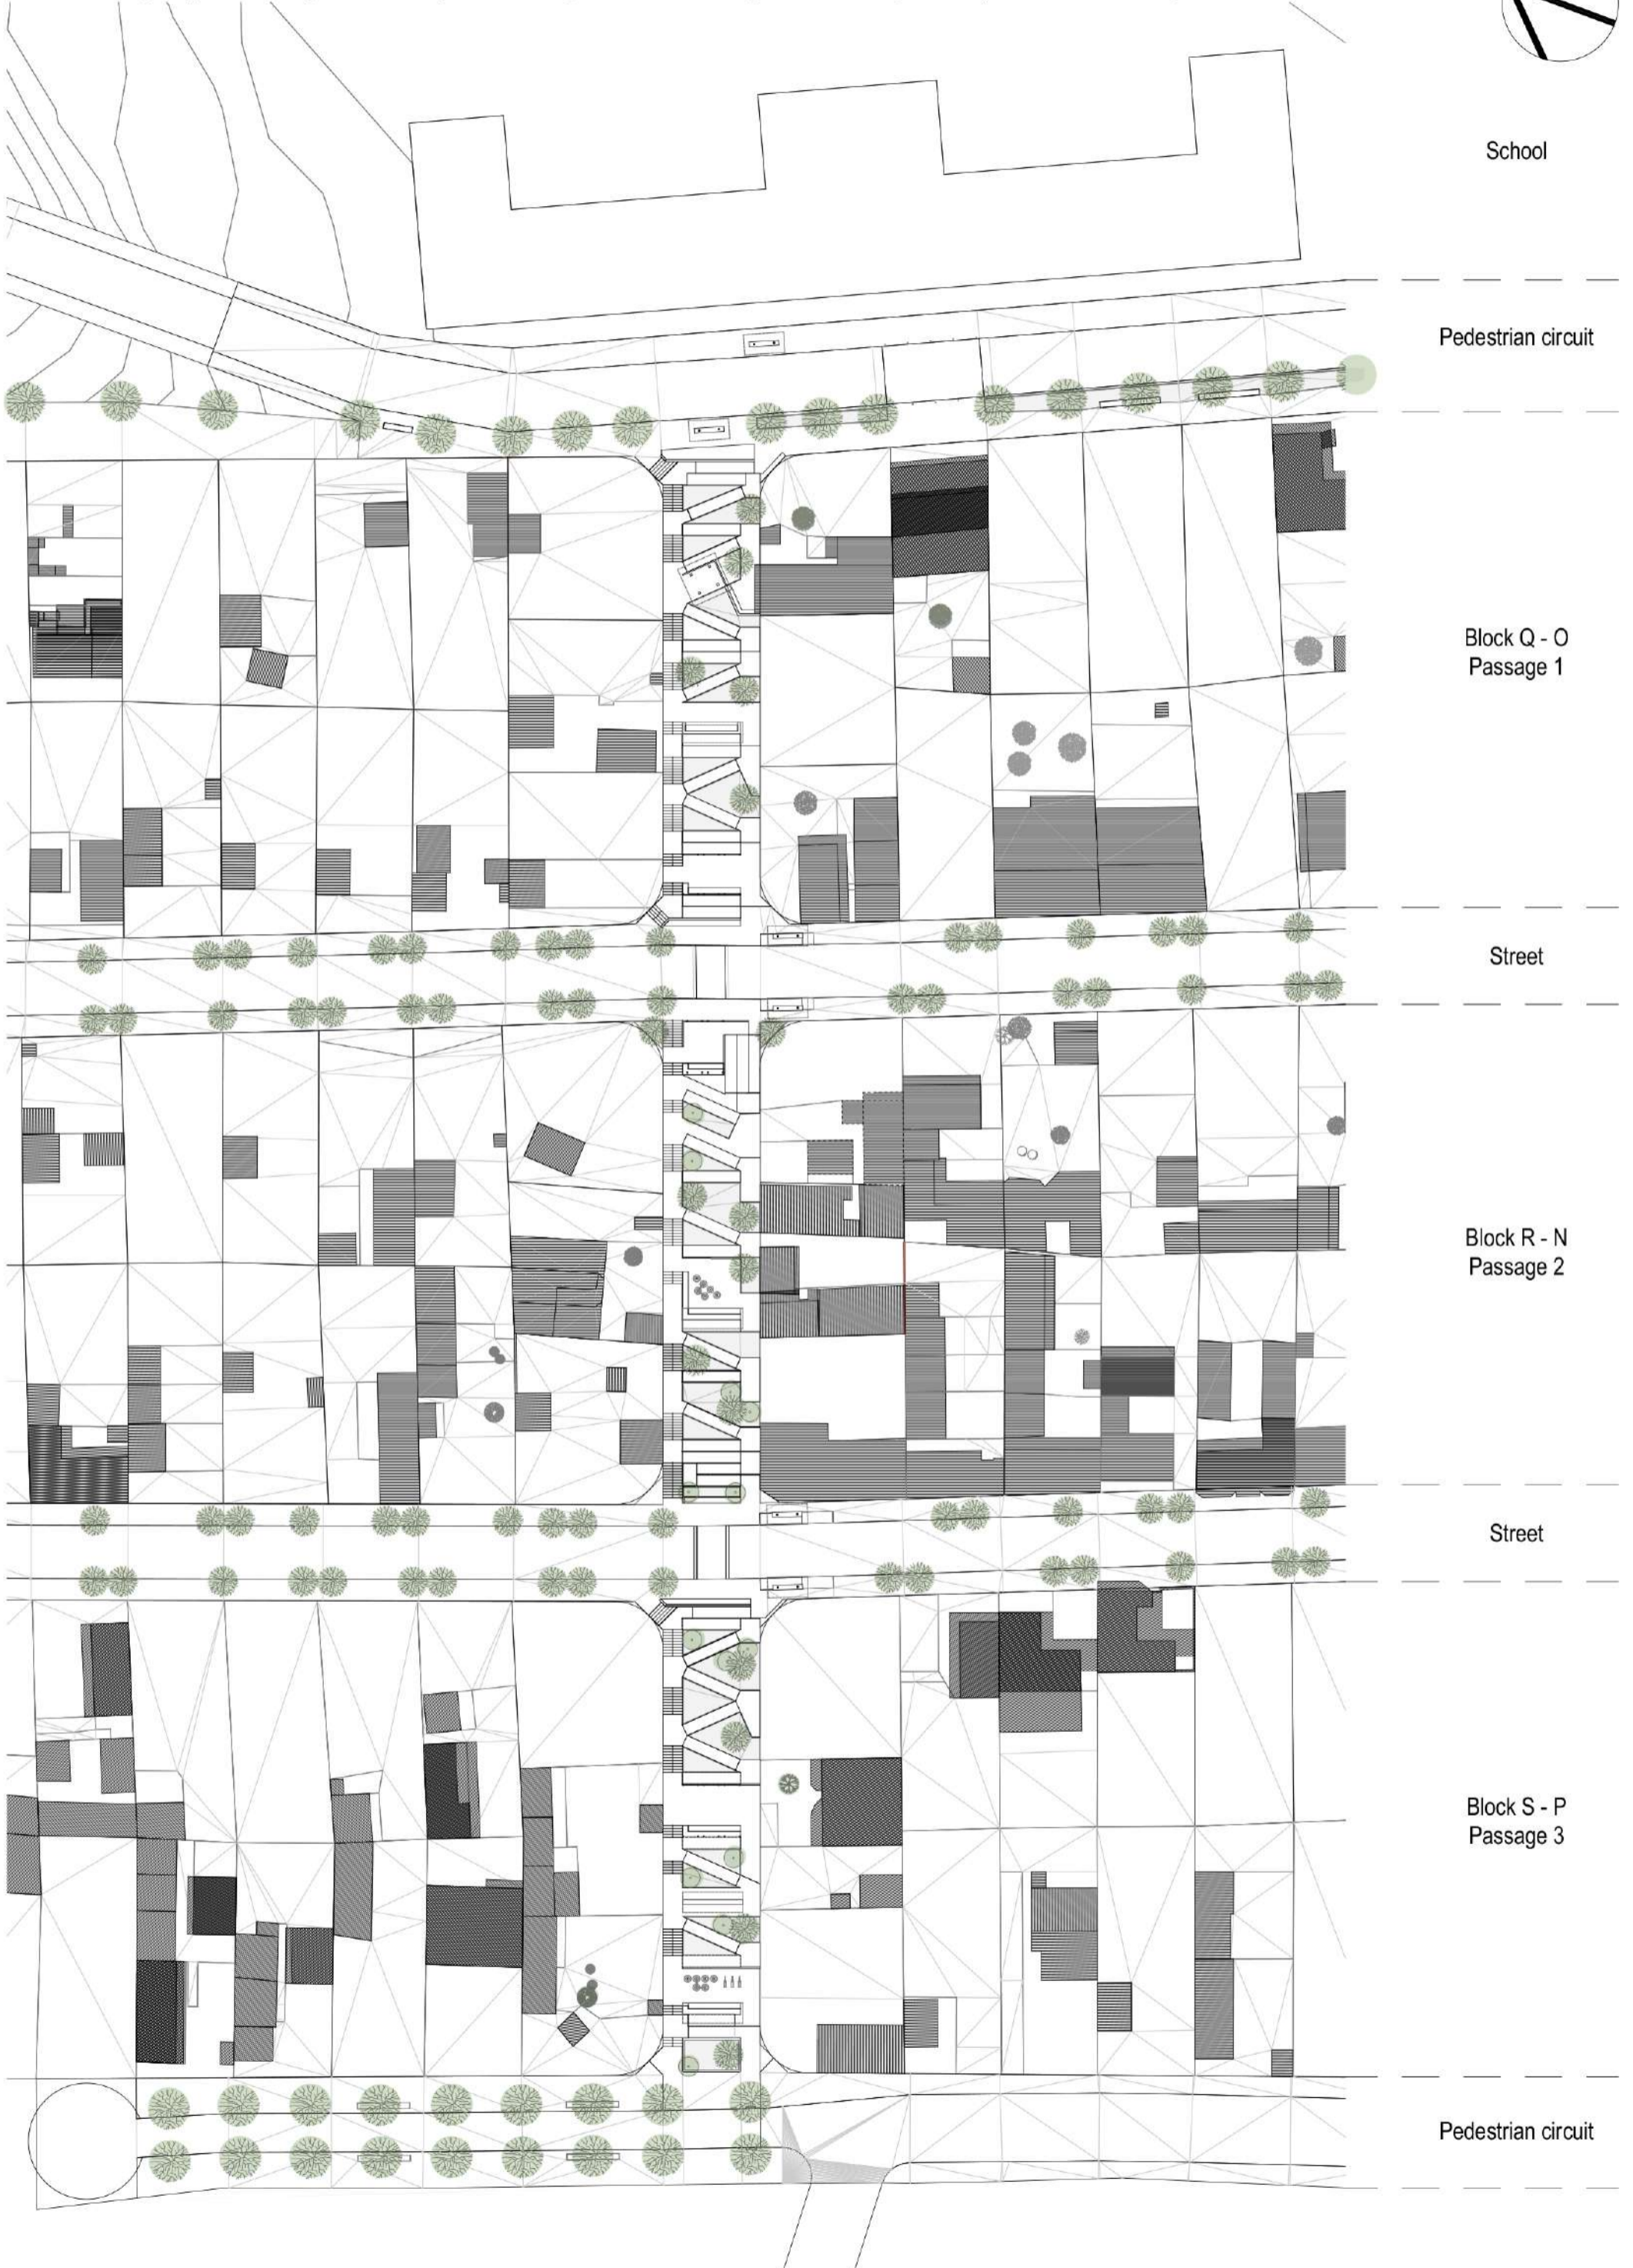 School
Pedestrian circuit
Block Q - O
Passage 1
Street
Block R - N
Passage 2
Street
Block S - P
Passage 3
Pedestrian circuit